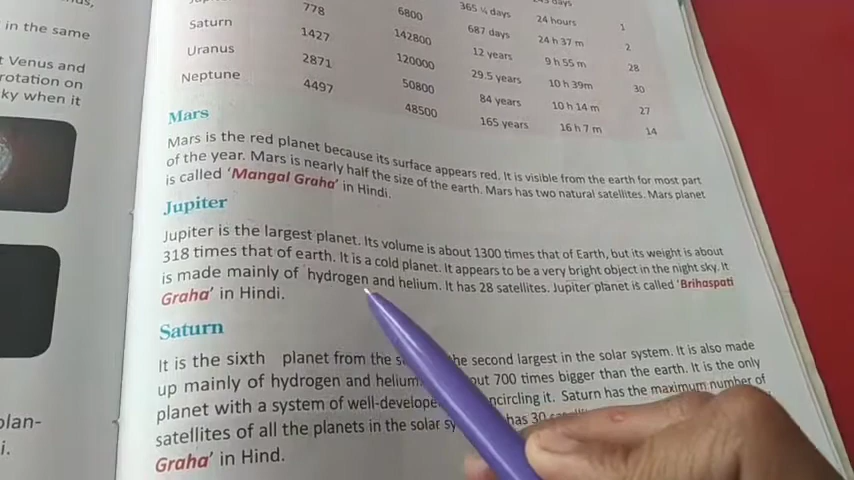 in the same
Venus and
rotation on
ky when it
plan-
i.
778 6800 365 ¼ days 24 hours 1
Saturn 1427 142800 687 days 24 h 37 m 2
Uranus 2871 120000 12 years 9 h 55 m 28
Neptune 4497 50800 29.5 years 10 h 39m 30
48500 84 years 10 h 14 m 27
165 years 16 h 7 m 14
Mars
Mars is the red planet because its surface appears red. It is visible from the earth for most part
of the year. Mars is nearly half the size of the earth. Mars has two natural satellites. Mars planet
is called 'Mangal Graha' in Hindi.
Jupiter
Jupiter is the largest planet. Its volume is about 1300 times that of Earth, but its weight is about
318 times that of earth. It is a cold planet. It appears to be a very bright object in the night sky. It
is made mainly of hydrogen and helium. It has 28 satellites. Jupiter planet is called 'Brihaspati
Graha' in Hindi.
Saturn
It is the sixth planet from the the second largest in the solar system. It is also made
up mainly of hydrogen and helium 700 times bigger than the earth. It is the only
planet with a system of encircling it. Saturn has the maximum number of
satellites of all the planets in the solar has 30
Graha' in Hindi.